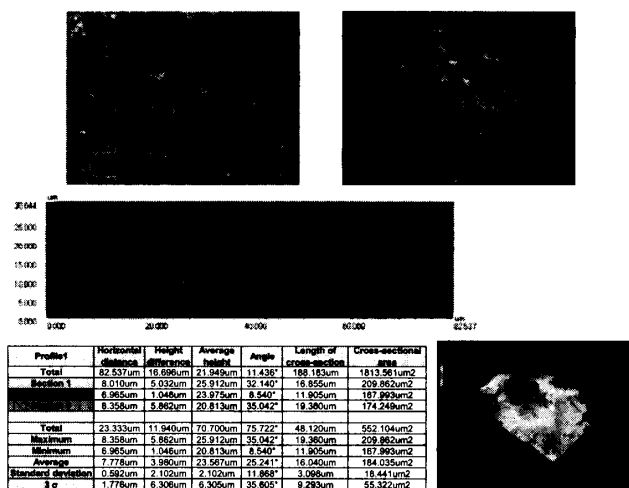 um
25.000
20.000
15.000
10.000
5.000
0.000
0.000 20.000 40.000 60.000 82.537
um
Profile1 Horizontal distance Height difference Average height Angle Length of cross-section Cross-sectional area
Total 82.537um 16.696um 21.949um 11.436° 188.183um 1813.561um2
Section 1 8.010um 5.032um 25.912um 32.140° 16.855um 209.862um2
6.965um 1.046um 23.975um 8.540° 11.905um 167.993um2
8.358um 5.862um 20.813um 35.042° 19.360um 174.249um2
Total 23.333um 11.940um 70.700um 75.722° 48.120um 552.104um2
Maximum 8.358um 5.862um 25.912um 35.042° 19.360um 209.862um2
Minimum 6.965um 1.046um 20.813um 8.540° 11.905um 167.993um2
Average 7.778um 3.980um 23.567um 25.241° 16.040um 184.035um2
Standard deviation 0.592um 2.102um 2.102um 11.868° 3.098um 18.441um2
3 σ 1.776um 6.306um 6.305um 35.605° 9.293um 55.322um2